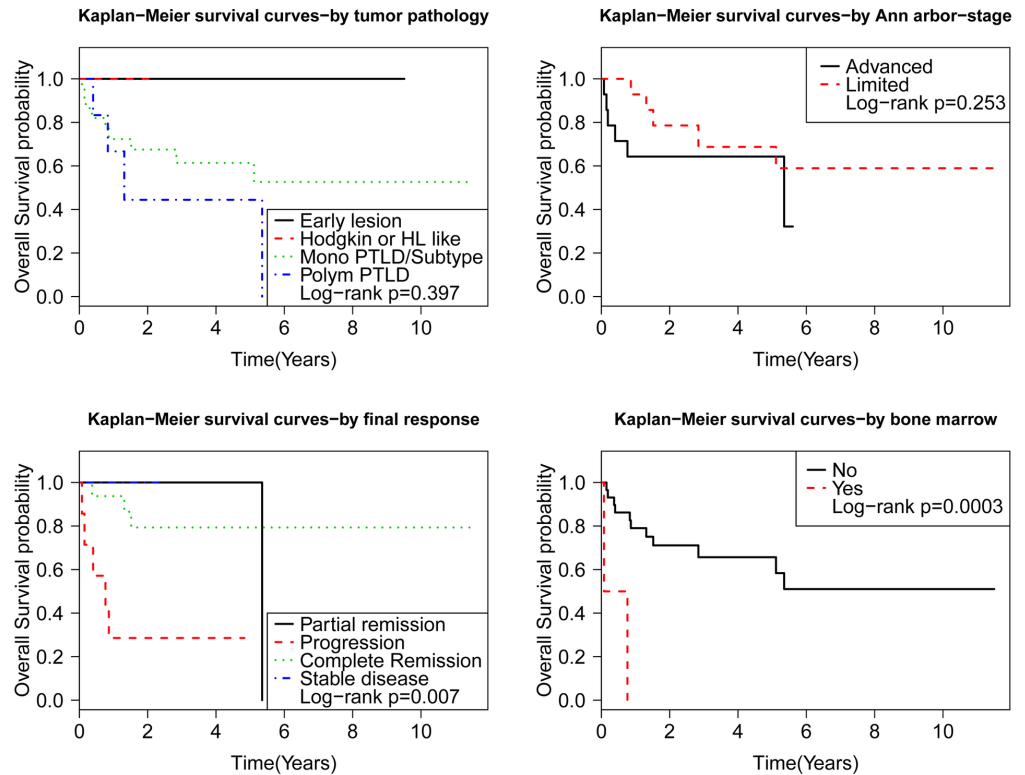 Kaplan−Meier survival curves−by tumor pathology
Overall Survival probability
1.0
0.8
0.6
0.4
0.2
0.0
Early lesion
Hodgkin or HL like
Mono PTLD/Subtype
Polym PTLD
Log−rank p=0.397
0 2 4 6 8 10
Time(Years)
Kaplan−Meier survival curves−by Ann arbor−stage
Overall Survival probability
1.0
0.8
0.6
0.4
0.2
0.0
Advanced
Limited
Log−rank p=0.253
0 2 4 6 8 10
Time(Years)
Kaplan−Meier survival curves−by final response
Overall Survival probability
1.0
0.8
0.6
0.4
0.2
0.0
Partial remission
Progression
Complete Remission
Stable disease
Log−rank p=0.007
0 2 4 6 8 10
Time(Years)
Kaplan−Meier survival curves−by bone marrow
Overall Survival probability
1.0
0.8
0.6
0.4
0.2
0.0
No
Yes
Log−rank p=0.0003
0 2 4 6 8 10
Time(Years)